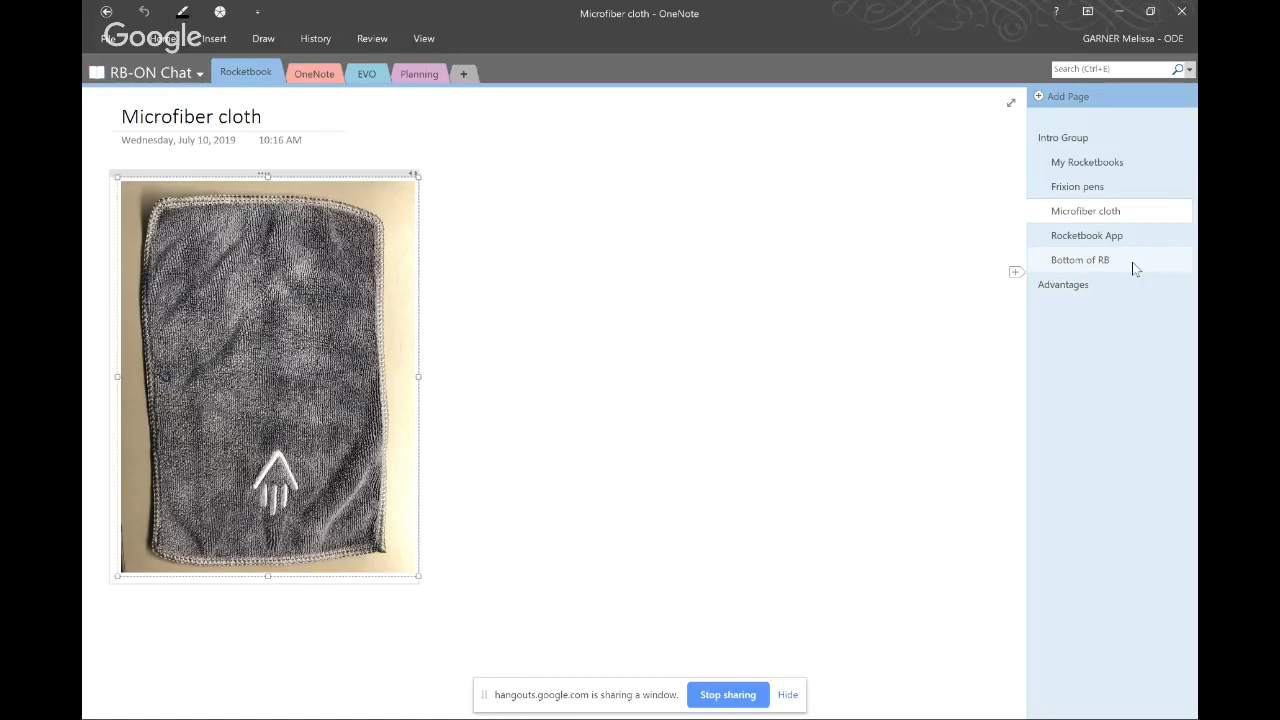 Microfiber cloth - OneNote
?
Google
File Home Insert Draw History Review View
GARNER Melissa - ODE
RB-ON Chat
Rocketbook
OneNote
EVO
Planning
+
Search (Ctrl+E)
Microfiber cloth
Wednesday, July 10, 2019 10:16 AM
Add Page
Intro Group
My Rocketbooks
Frixion pens
Microfiber cloth
Rocketbook App
Bottom of RB
Advantages
hangouts.google.com is sharing a window. Stop sharing Hide